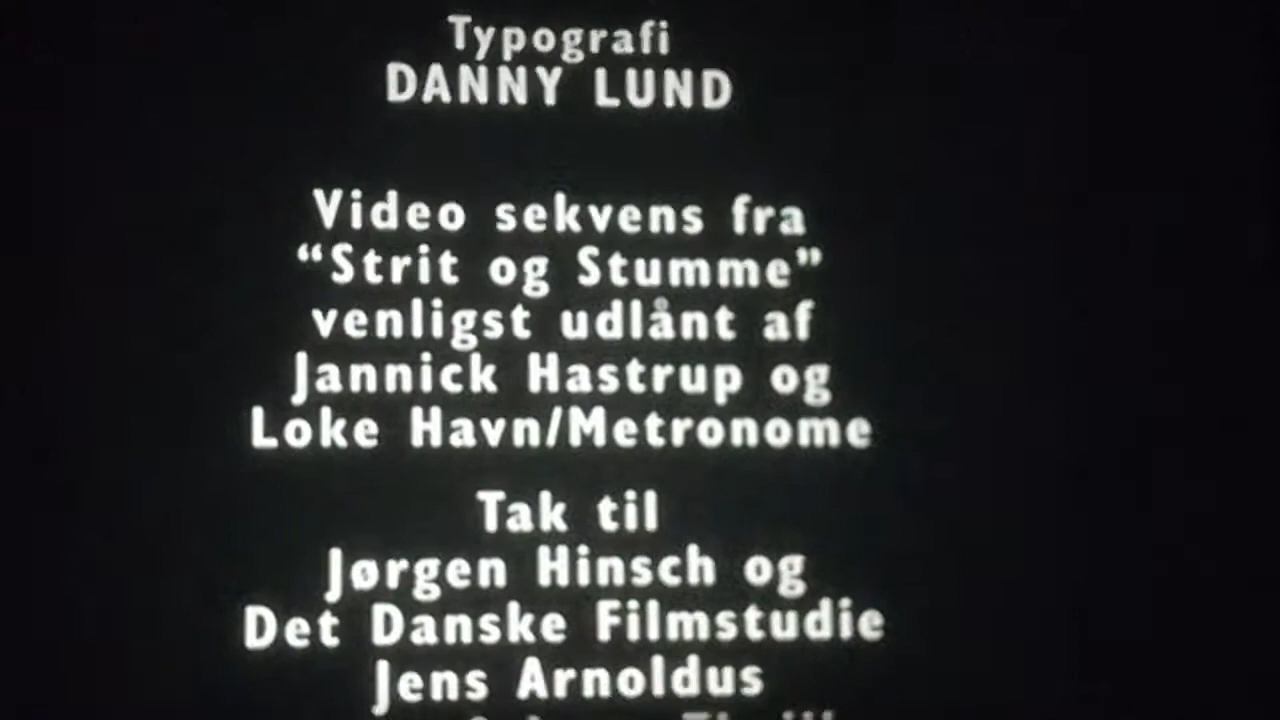 Typografi
DANNY LUND
Video sekvens fra
“Strit og Stumme”
venligst udlånt af
Jannick Hastrup og
Loke Havn/Metronome
Tak til
Jørgen Hinsch og
Det Danske Filmstudie
Jens Arnoldus